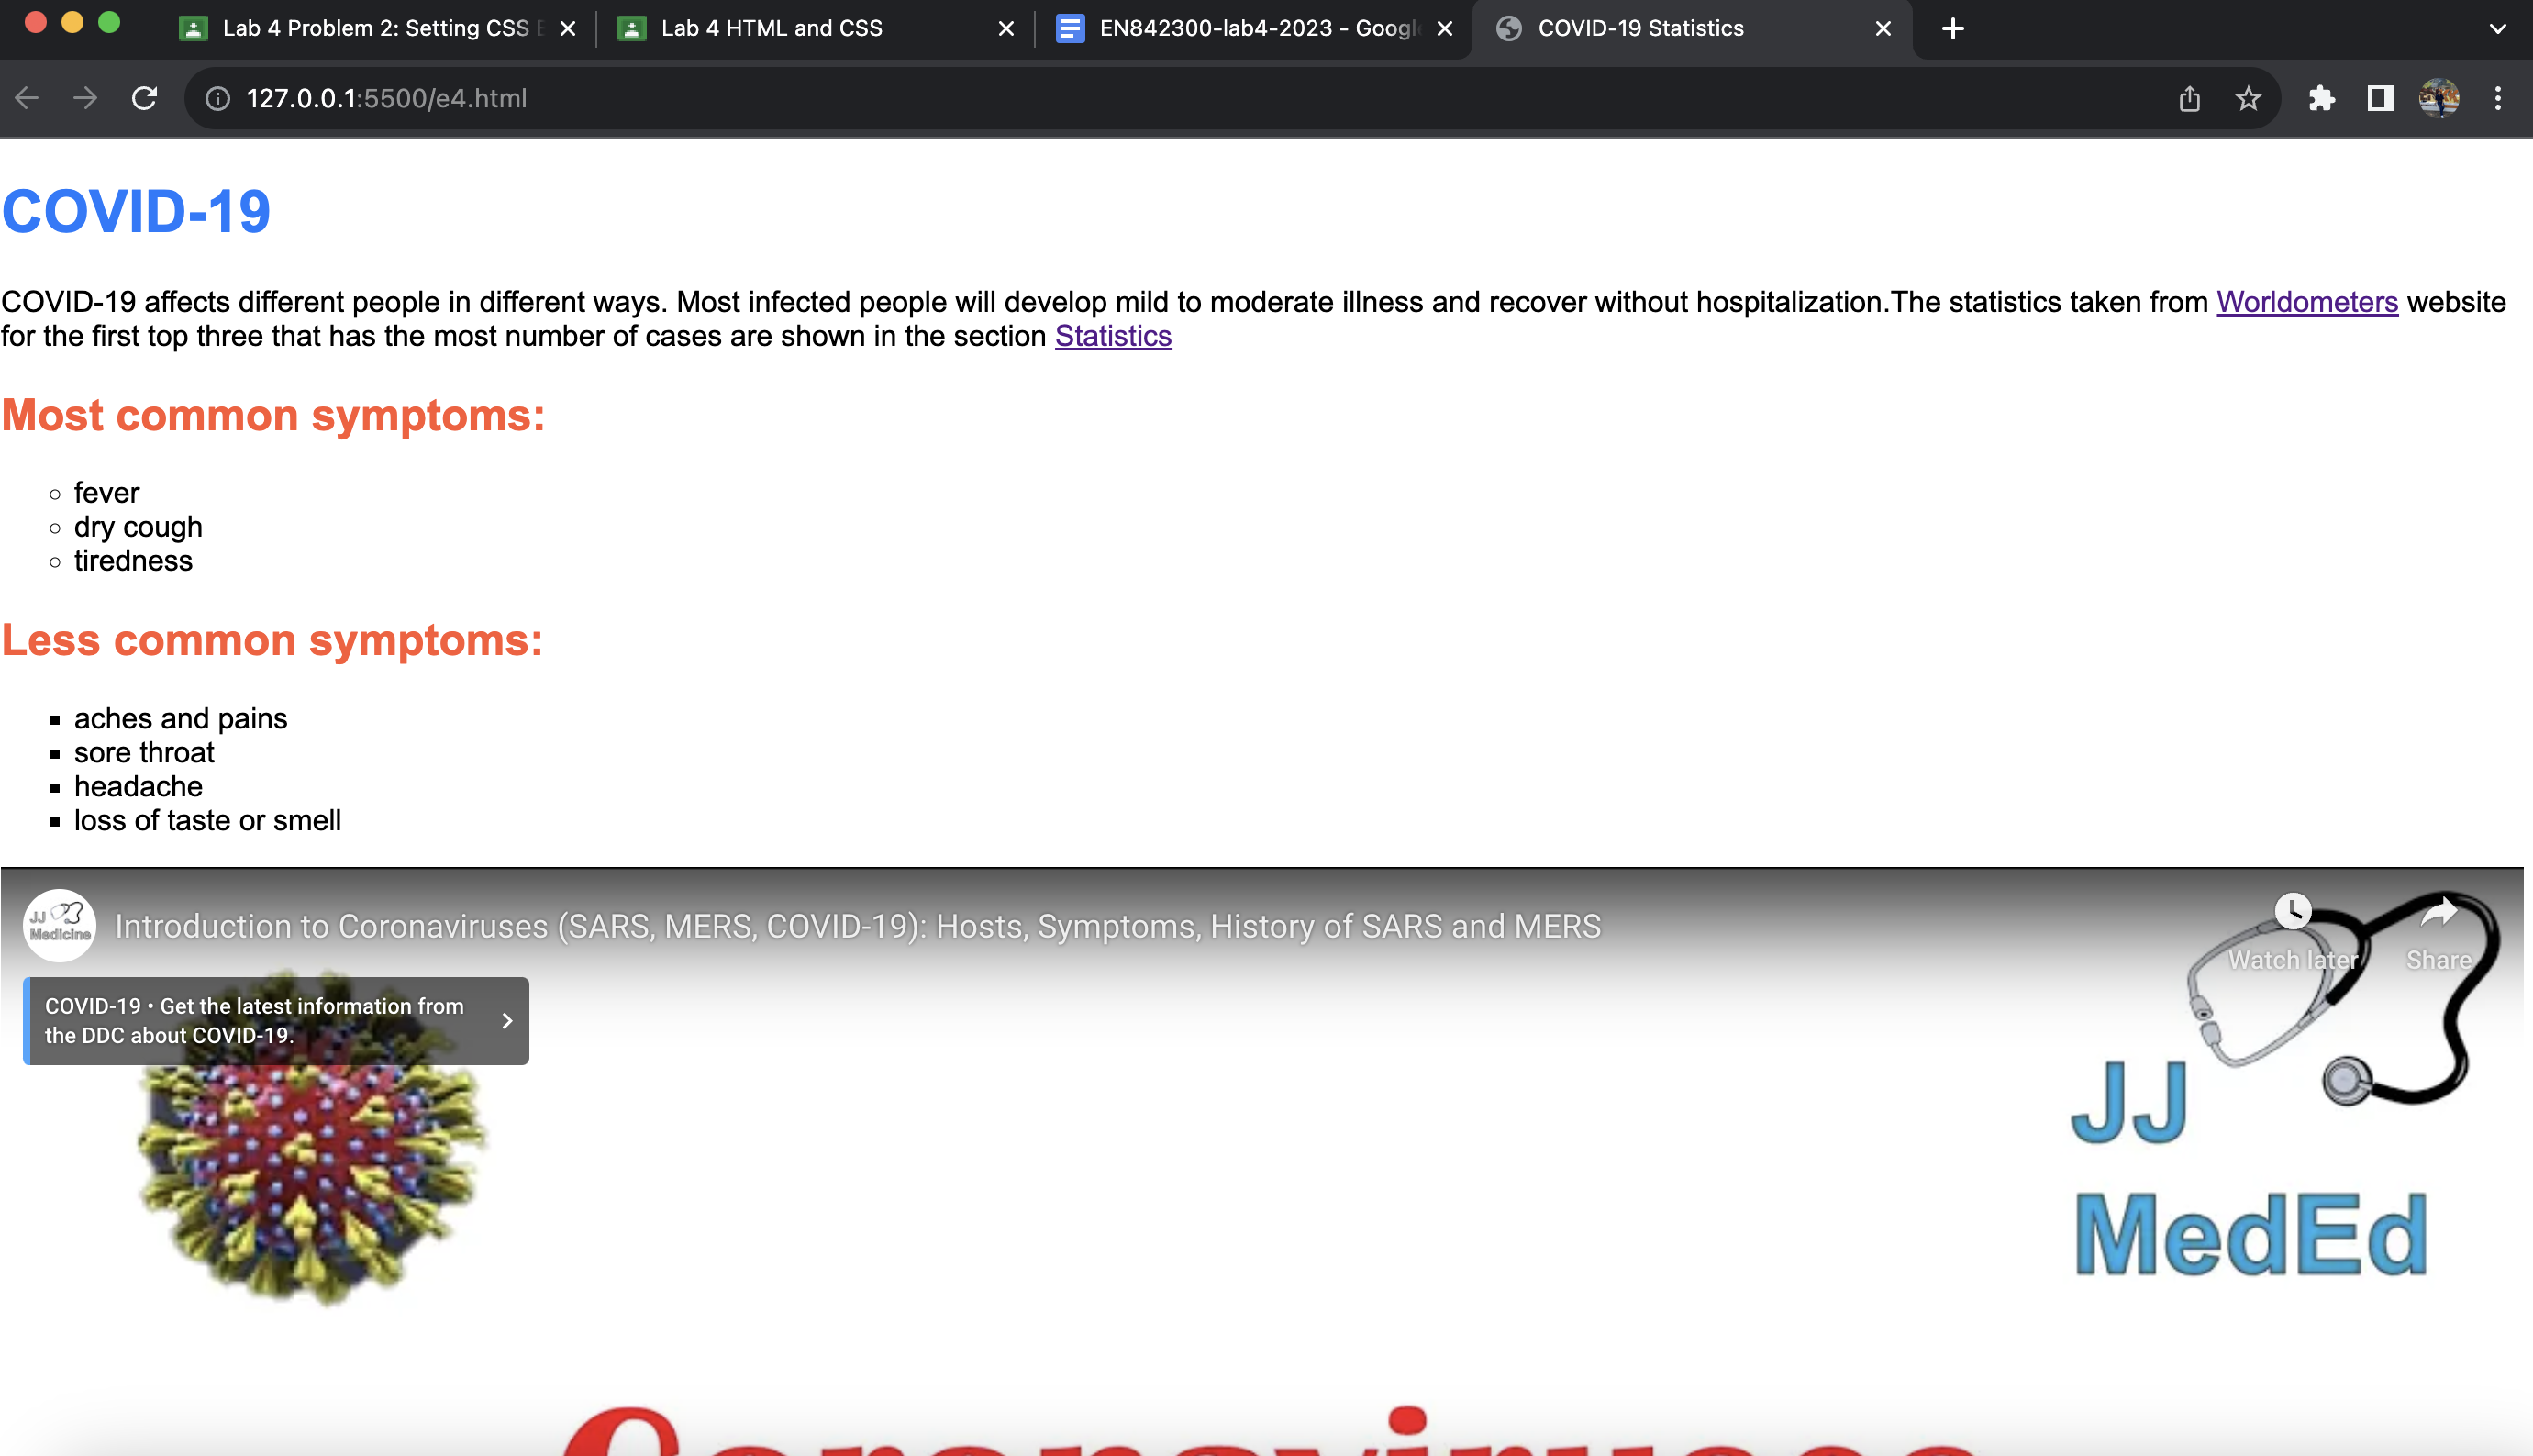 Lab 4 Problem 2: Setting CSS
Lab 4 HTML and CSS
EN842300-lab4-2023 - Google
COVID-19 Statistics
127.0.0.1:5500/e4.html
COVID-19
COVID-19 affects different people in different ways. Most infected people will develop mild to moderate illness and recover without hospitalization.The statistics taken from Worldometers website
for the first top three that has the most number of cases are shown in the section Statistics
Most common symptoms:
fever
dry cough
tiredness
Less common symptoms:
aches and pains
sore throat
headache
loss of taste or smell
JJ
Medicine
Introduction to Coronaviruses (SARS, MERS, COVID-19): Hosts, Symptoms, History of SARS and MERS
Watch later
Share
COVID-19 • Get the latest information from
the DDC about COVID-19.
JJ
MedEd
Coronaviruses